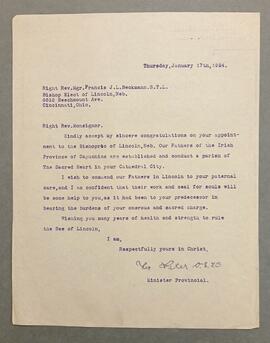 Thursday, January 17th, 1924.
Right Rev. Mgr. Francis J.L. Beckmann. S.T.L.
Bishop Elect of Lincoln, Neb.
Beechmount Ave.
Cincinnati, Ohio.
Right Rev. Monsignor.
Kindly accept my sincere congratulations on your appoint-
ment to the Bishopric of Lincoln, Neb. Our Fathers of the Irish
Province of Capuchins are established and conduct a parish of
The Sacred Heart in your Cathedral City.
I wish to commend our Fathers in Lincoln to your paternal
care, and I am confident that their work and zeal for souls will
be some help to you, as it had been to your predecessor in
bearing the burdens of your onerous and sacred charge.
Wishing you many years of health and strength to rule
the See of Lincoln,
I am,
Respectfully yours in Christ,
Minister Provincial.